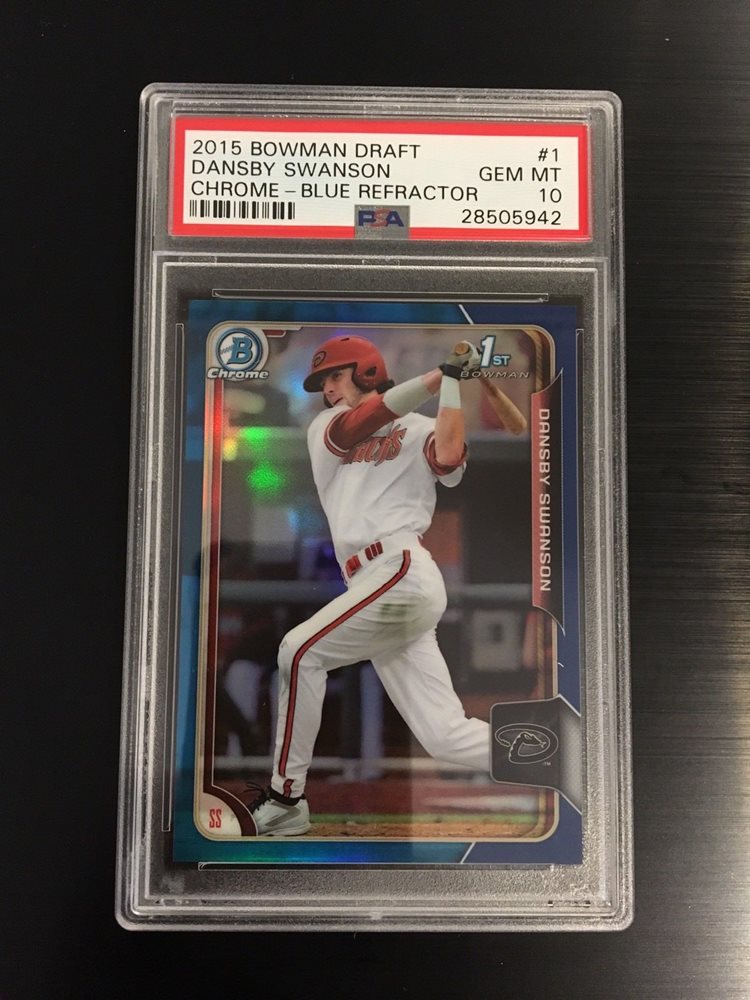 2015 BOWMAN DRAFT #1
DANSBY SWANSON GEM MT
CHROME - BLUE REFRACTOR 10
PSA 28505942
B
Chrome
1ST
BOWMAN
DANSBY SWANSON
SS
TM